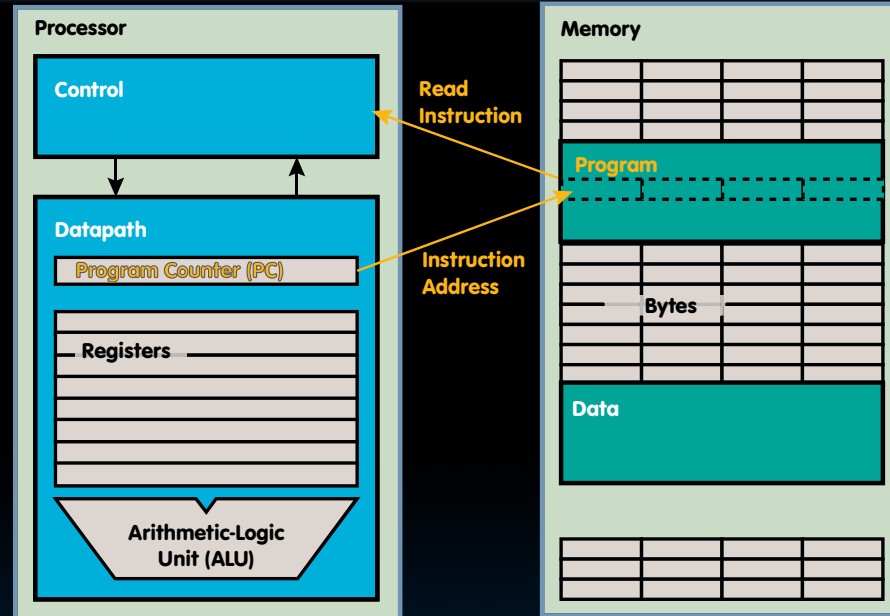 Processor
Control
Read
Instruction
Datapath
Program Counter (PC)
Instruction
Address
Registers
Arithmetic-Logic
Unit (ALU)
Memory
Program
Bytes
Data